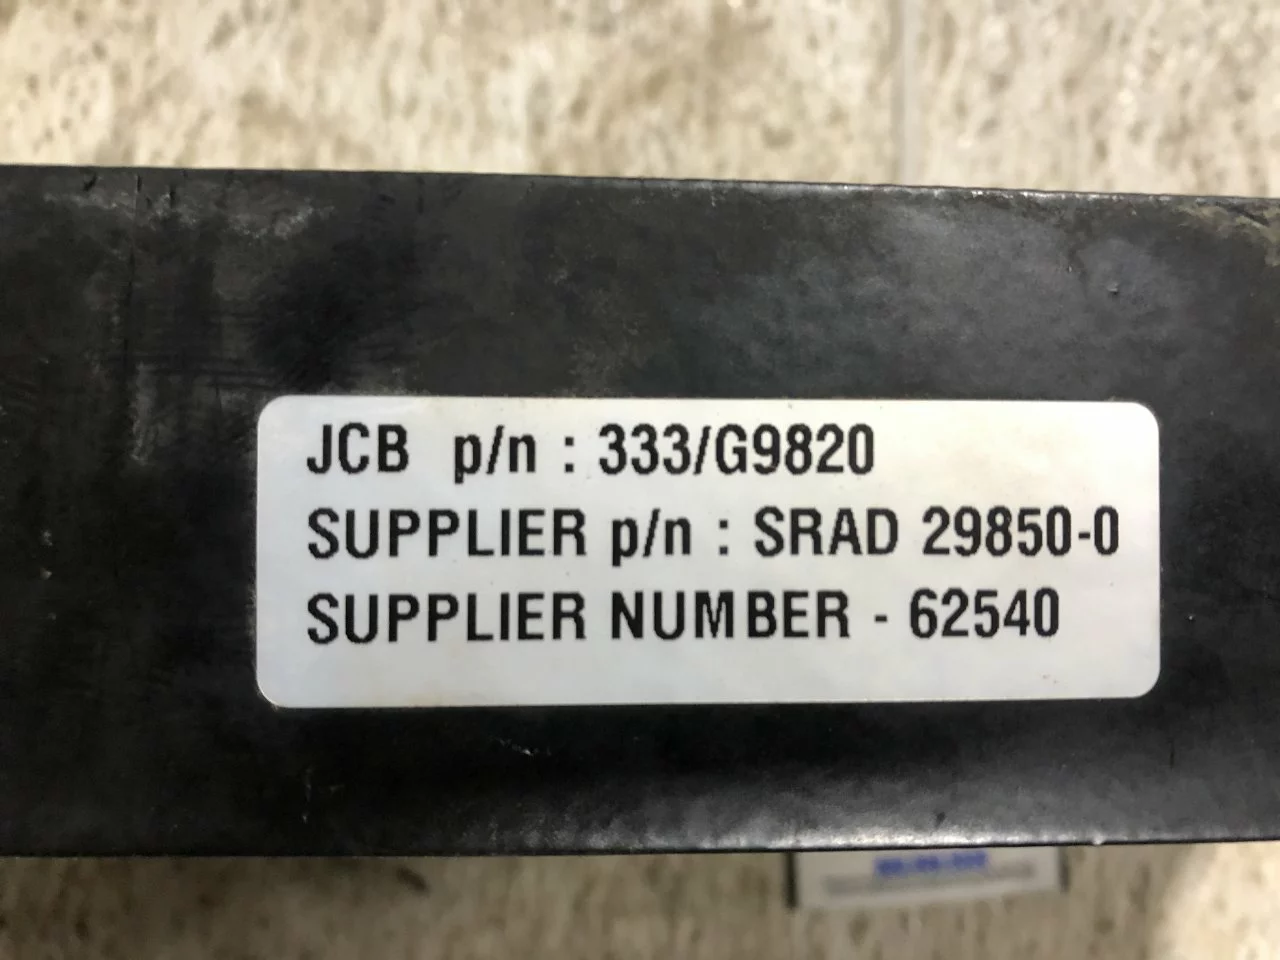 JCB p/n : 333/G9820
SUPPLIER p/n : SRAD 29850-0
SUPPLIER NUMBER - 62540